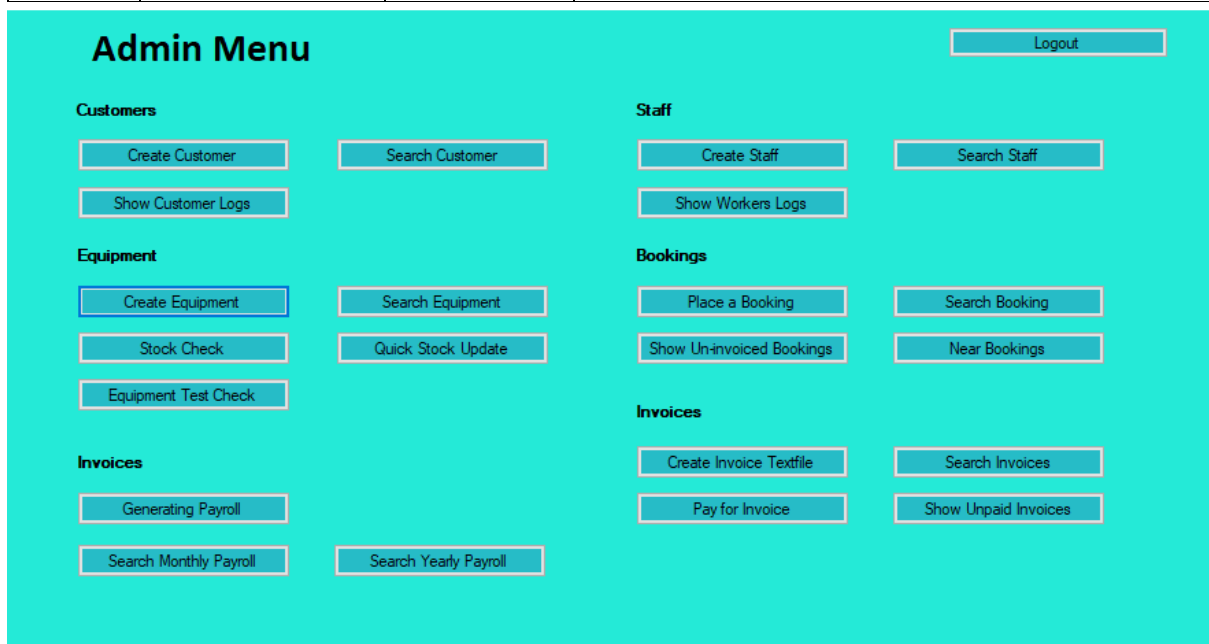 Admin Menu
Logout
Customers
Create Customer
Search Customer
Show Customer Logs
Staff
Create Staff
Search Staff
Show Workers Logs
Equipment
Create Equipment
Search Equipment
Stock Check
Quick Stock Update
Equipment Test Check
Bookings
Place a Booking
Search Booking
Show Un-invoiced Bookings
Near Bookings
Invoices
Generating Payroll
Search Monthly Payroll
Search Yearly Payroll
Invoices
Create Invoice Textfile
Search Invoices
Pay for Invoice
Show Unpaid Invoices